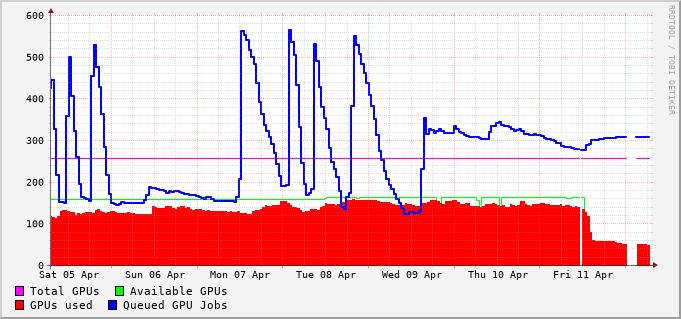 600
500
400
300
200
100
0
Sat 05 Apr Sun 06 Apr Mon 07 Apr Tue 08 Apr Wed 09 Apr Thu 10 Apr Fri 11 Apr
Total GPUs Available GPUs
GPUs used Queued GPU Jobs
RRDTOOL / TOBI OETIKER